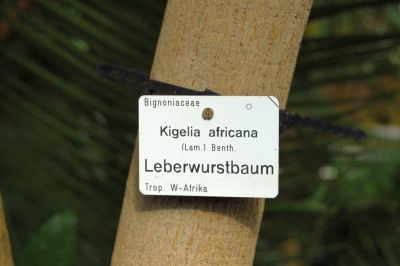 Bignoniaceae
Kigelia africana
(Lam.) Benth.
Leberwurstbaum
Trop. W-Afrika